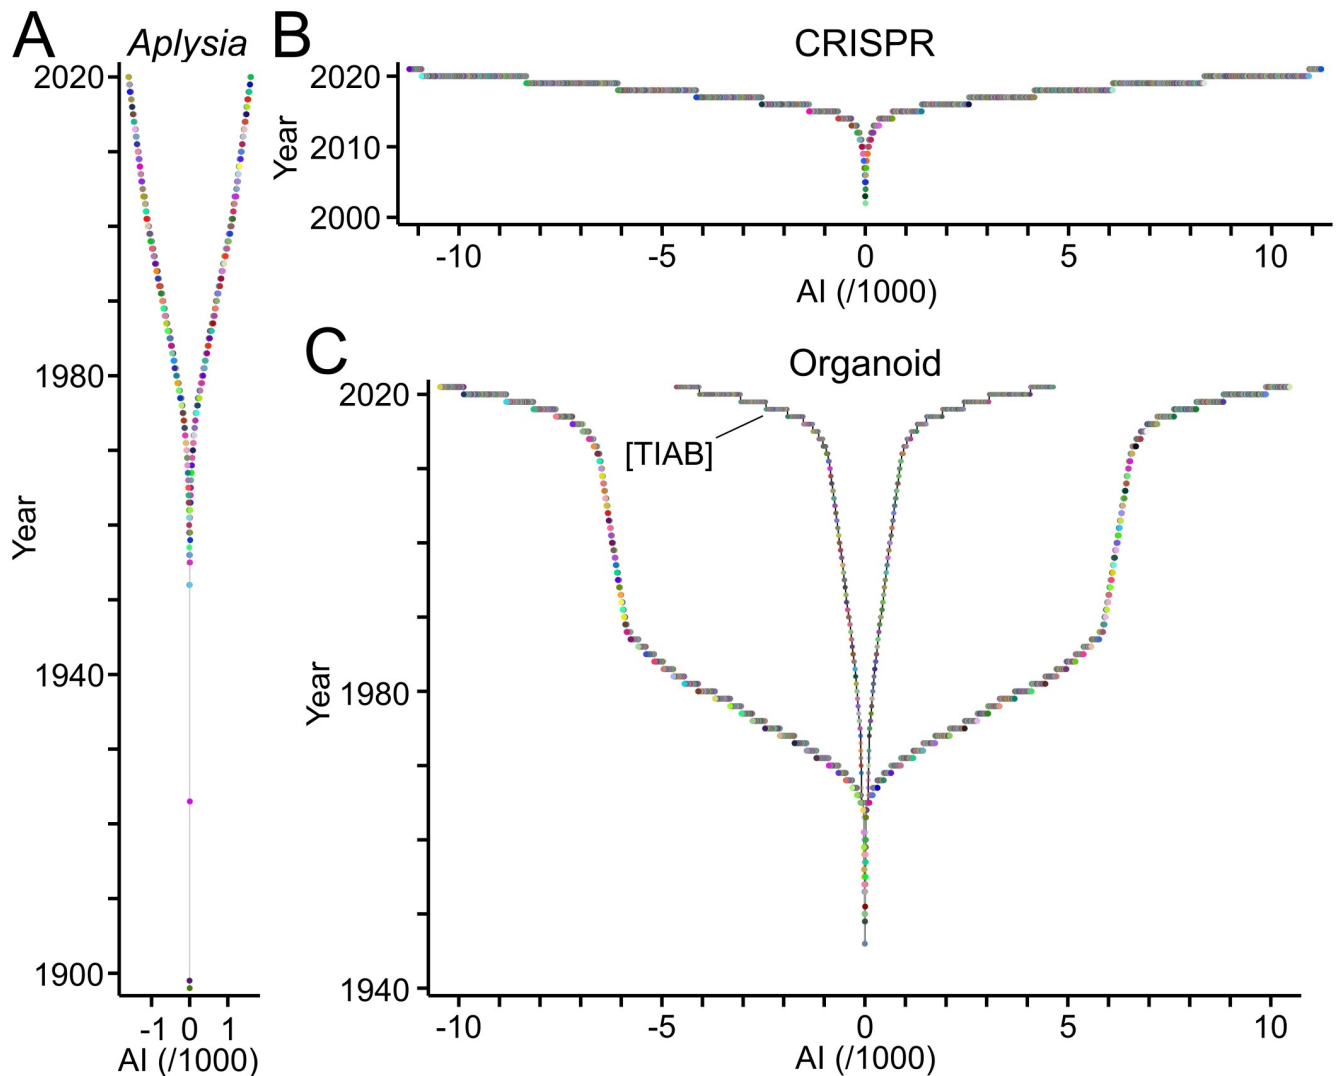 A
Aplysia
2020
1980
1940
1900
Year
-1 0 1
AI (/1000)
B
CRISPR
2020
2010
2000
Year
-10 -5 0 5 10
AI (/1000)
C
Organoid
2020
[TIAB]
Year
1980
1940
-10 -5 0 5 10
AI (/1000)